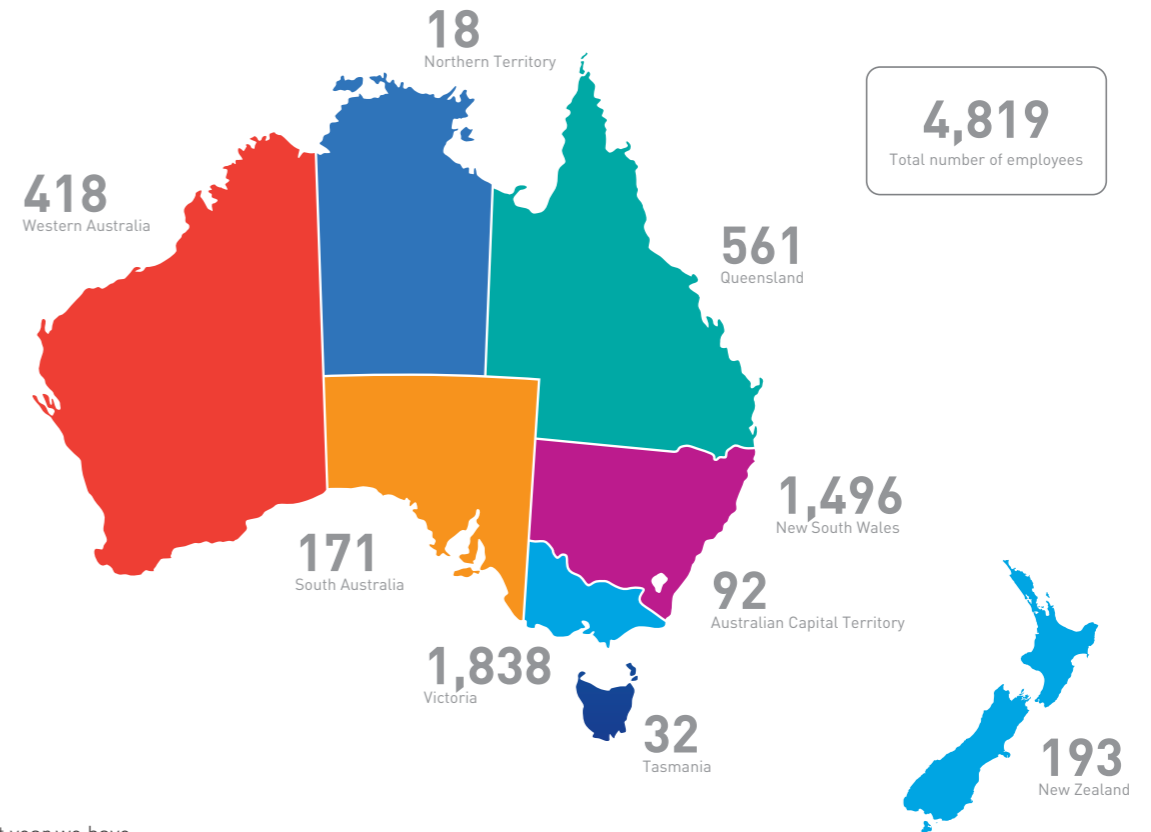 18
Northern Territory
4,819
Total number of employees
418
Western Australia
561
Queensland
1,496
New South Wales
171
South Australia
92
Australian Capital Territory
1,838
Victoria
32
Tasmania
193
New Zealand